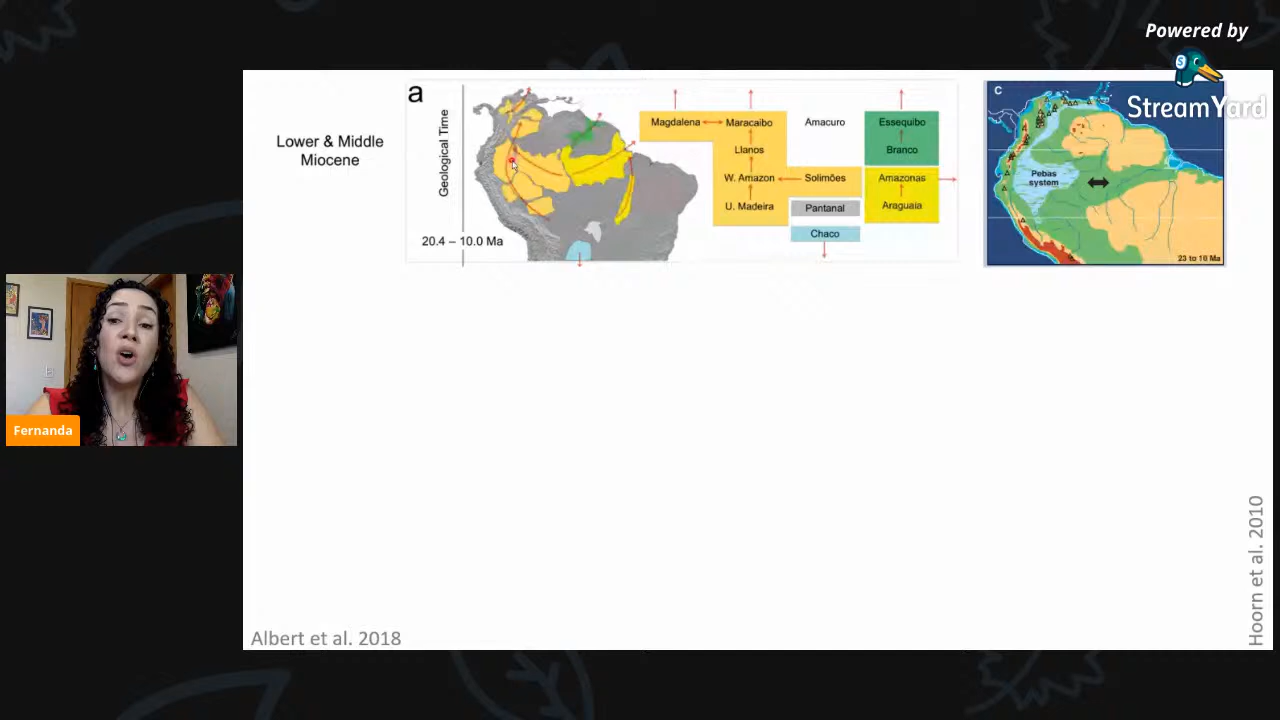 Powered by
StreamYard
Lower & Middle
Miocene
a
Geological Time
20.4 – 10.0 Ma
Magdalena
Maracaibo
Amacuro
Essequibo
Llanos
Branco
W. Amazon
Solimões
Amazonas
U. Madeira
Pantanal
Araguaia
Chaco
C
Pebas
system
23 to 16 Ma
Fernanda
Albert et al. 2018
Hoorn et al. 2010